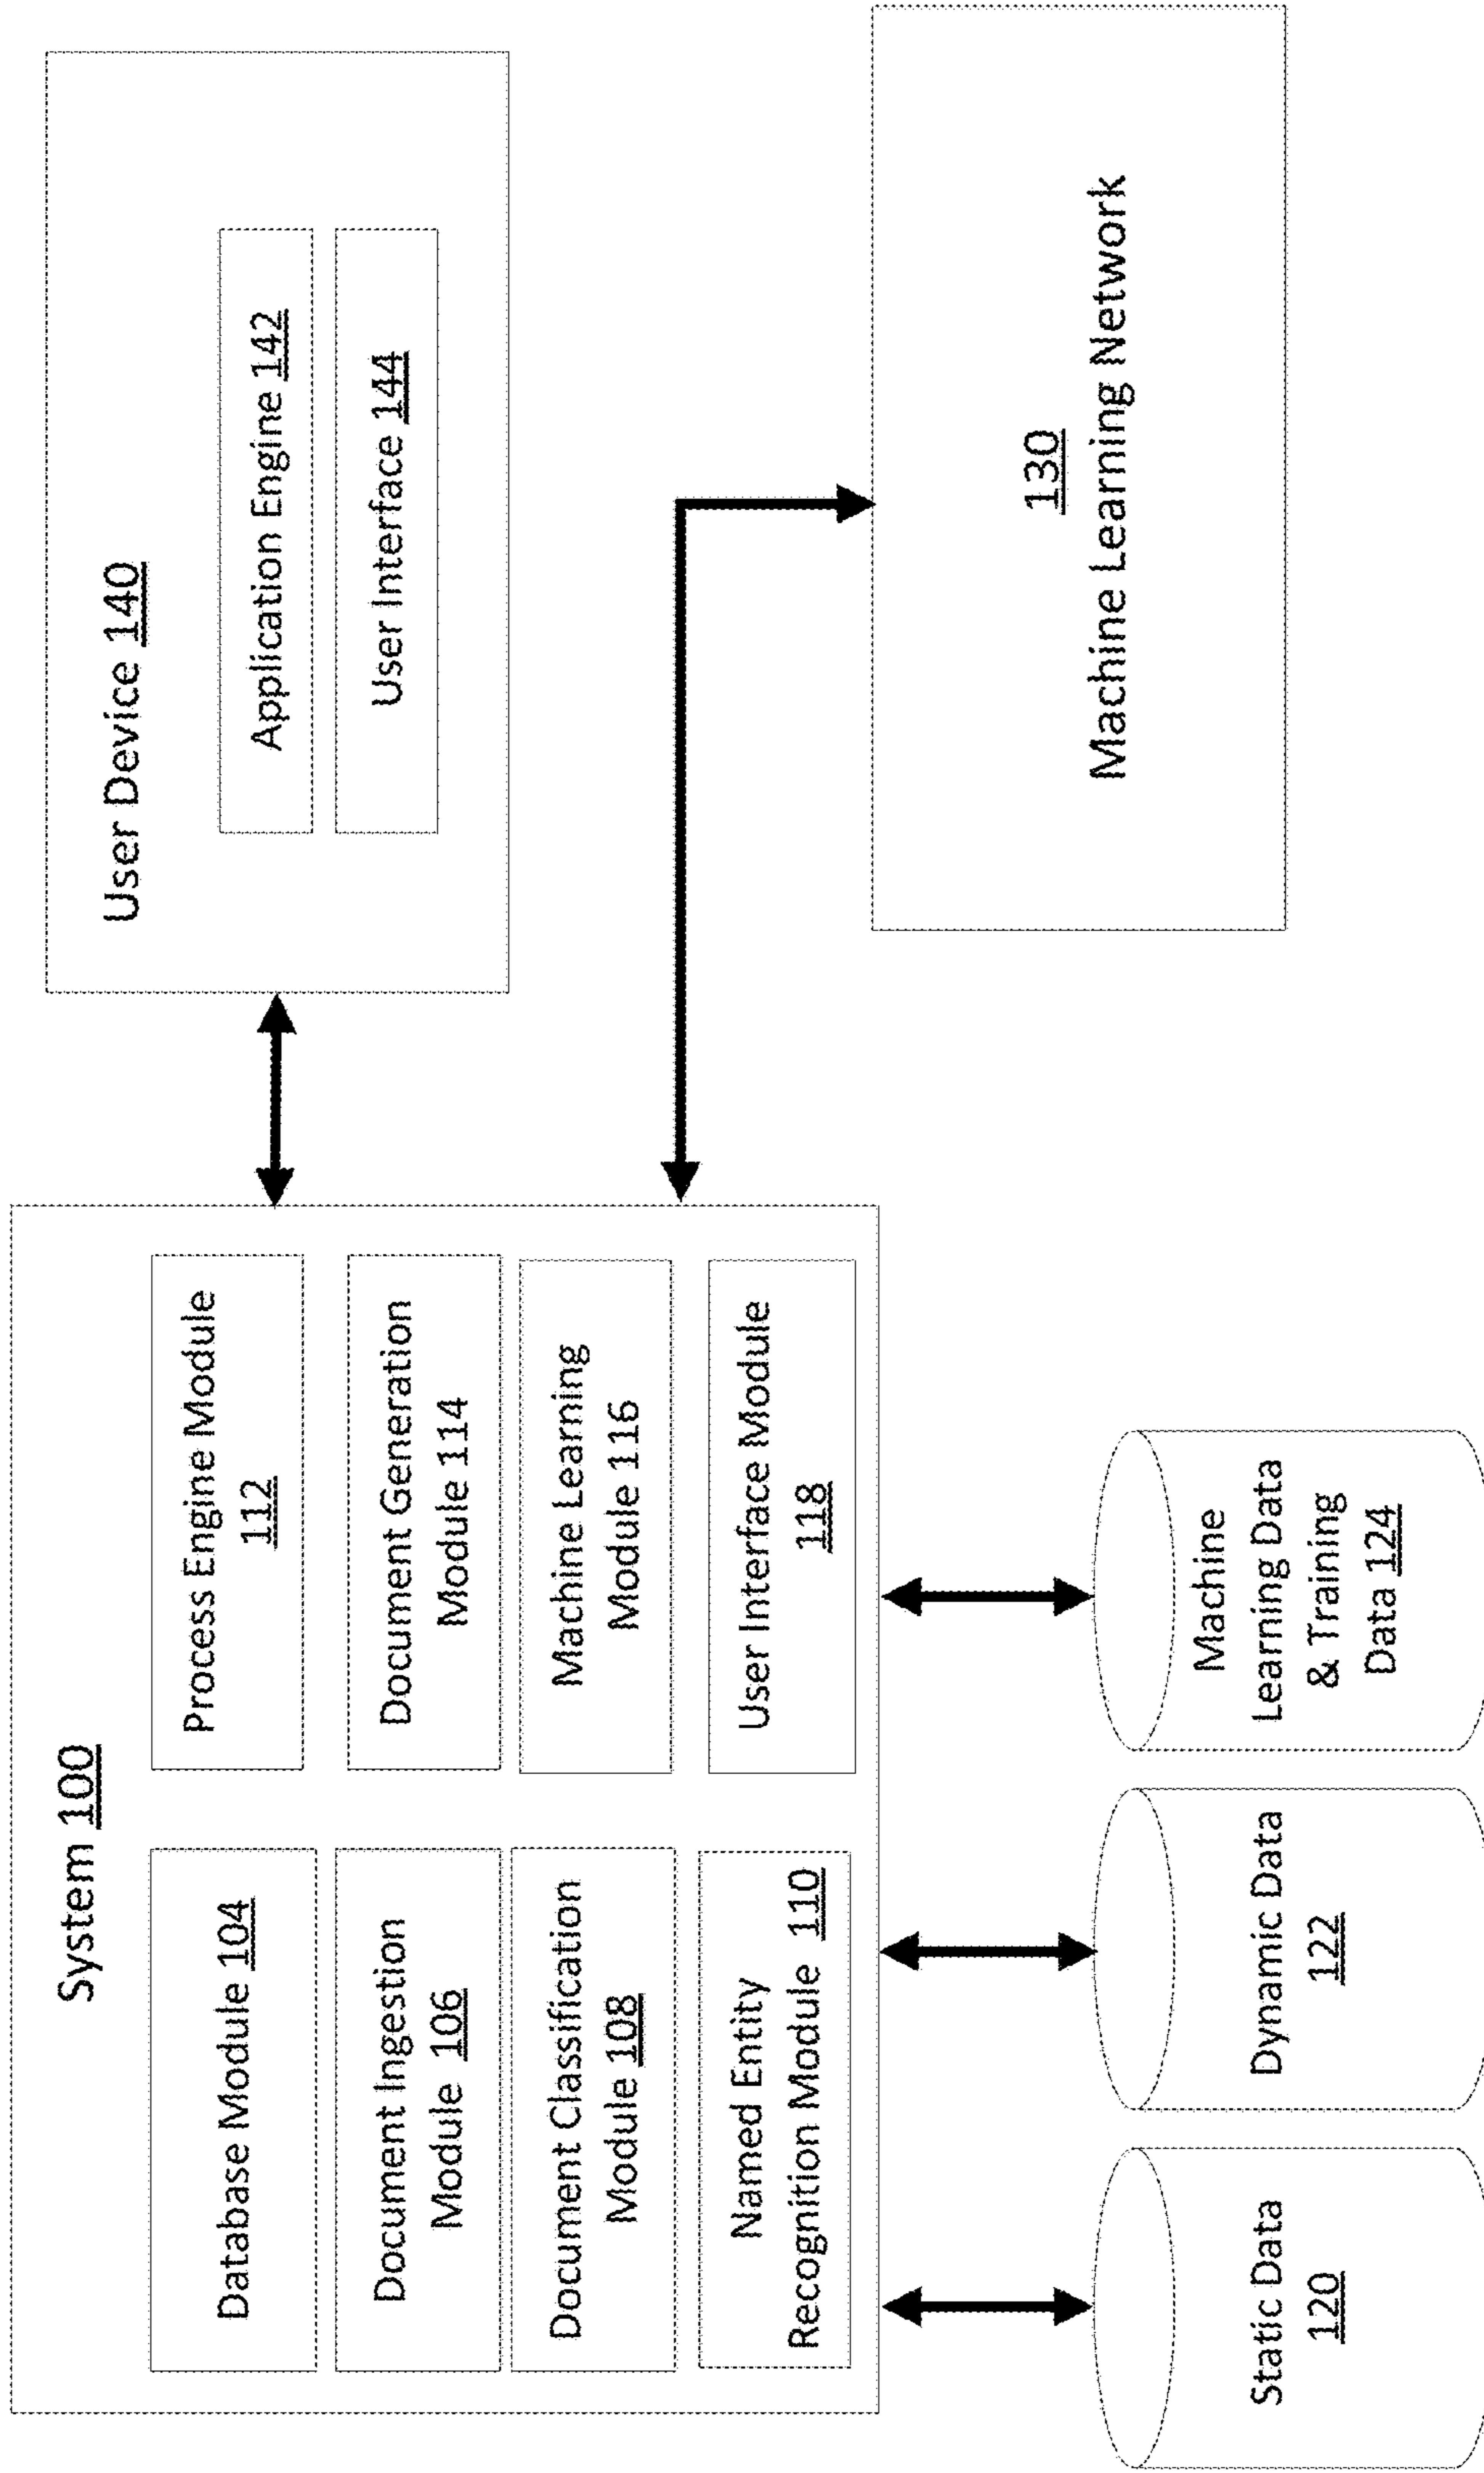 System 100
Database Module 104
Document Ingestion
Module 106
Document Classification
Module 108
Named Entity
Recognition Module 110
Process Engine Module
112
Document Generation
Module 114
Machine Learning
Module 116
User Interface Module
118
User Device 140
Application Engine 142
User Interface 144
130
Machine Learning Network
Static Data
120
Dynamic Data
122
Machine
Learning Data
& Training
Data 124